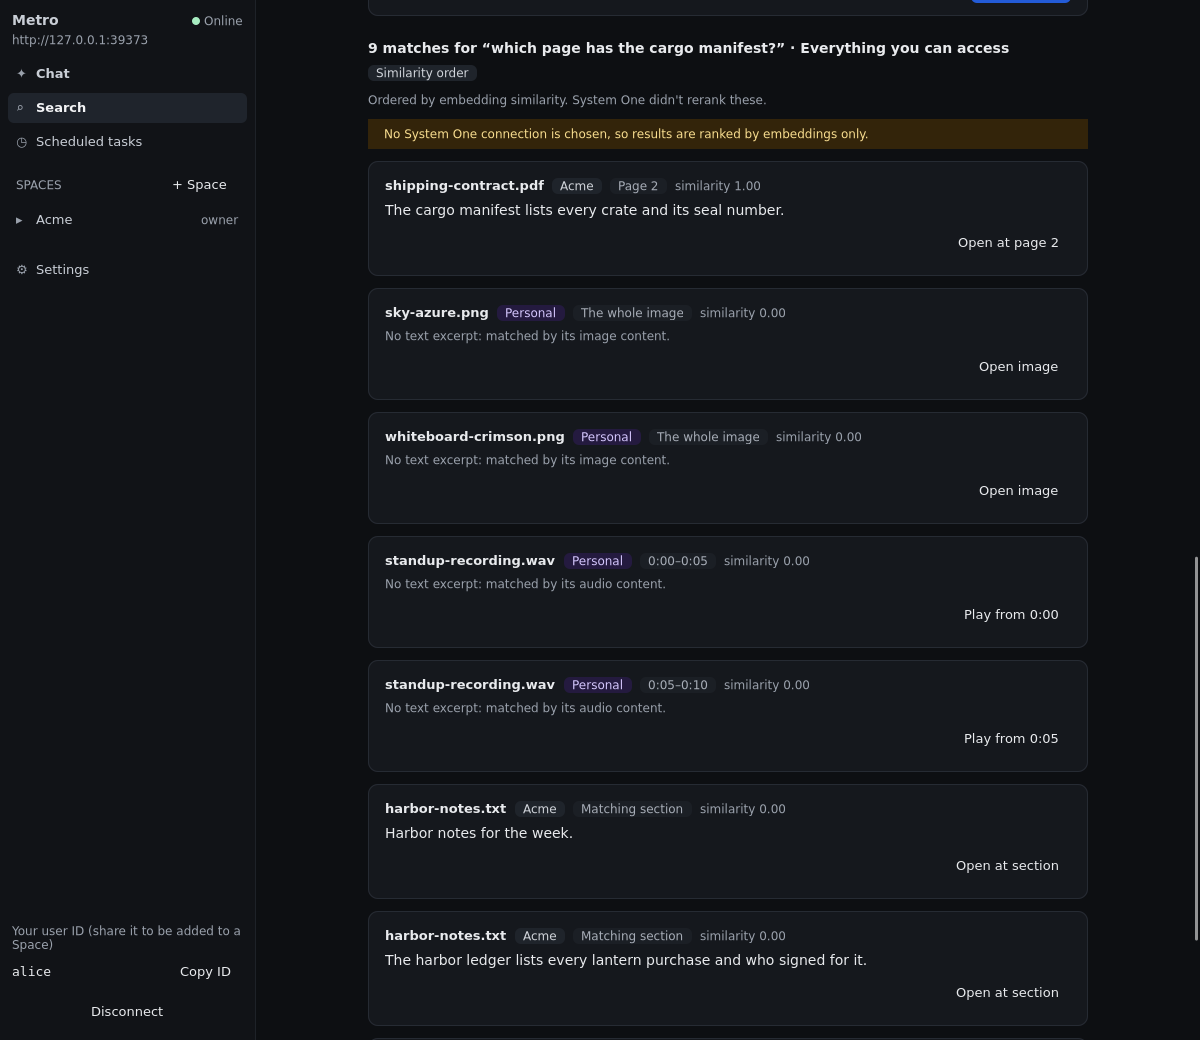 Metro
Online
http://127.0.0.1:39373
Chat
Search
Scheduled tasks
SPACES
+ Space
Acme
owner
Settings
Your user ID (share it to be added to a
Space)
alice
Copy ID
Disconnect
9 matches for “which page has the cargo manifest?” · Everything you can access
Similarity order
Ordered by embedding similarity. System One didn't rerank these.
No System One connection is chosen, so results are ranked by embeddings only.
shipping-contract.pdf Acme Page 2 similarity 1.00
The cargo manifest lists every crate and its seal number.
Open at page 2
sky-azure.png Personal The whole image similarity 0.00
No text excerpt: matched by its image content.
Open image
whiteboard-crimson.png Personal The whole image similarity 0.00
No text excerpt: matched by its image content.
Open image
standup-recording.wav Personal 0:00–0:05 similarity 0.00
No text excerpt: matched by its audio content.
Play from 0:00
standup-recording.wav Personal 0:05–0:10 similarity 0.00
No text excerpt: matched by its audio content.
Play from 0:05
harbor-notes.txt Acme Matching section similarity 0.00
Harbor notes for the week.
Open at section
harbor-notes.txt Acme Matching section similarity 0.00
The harbor ledger lists every lantern purchase and who signed for it.
Open at section